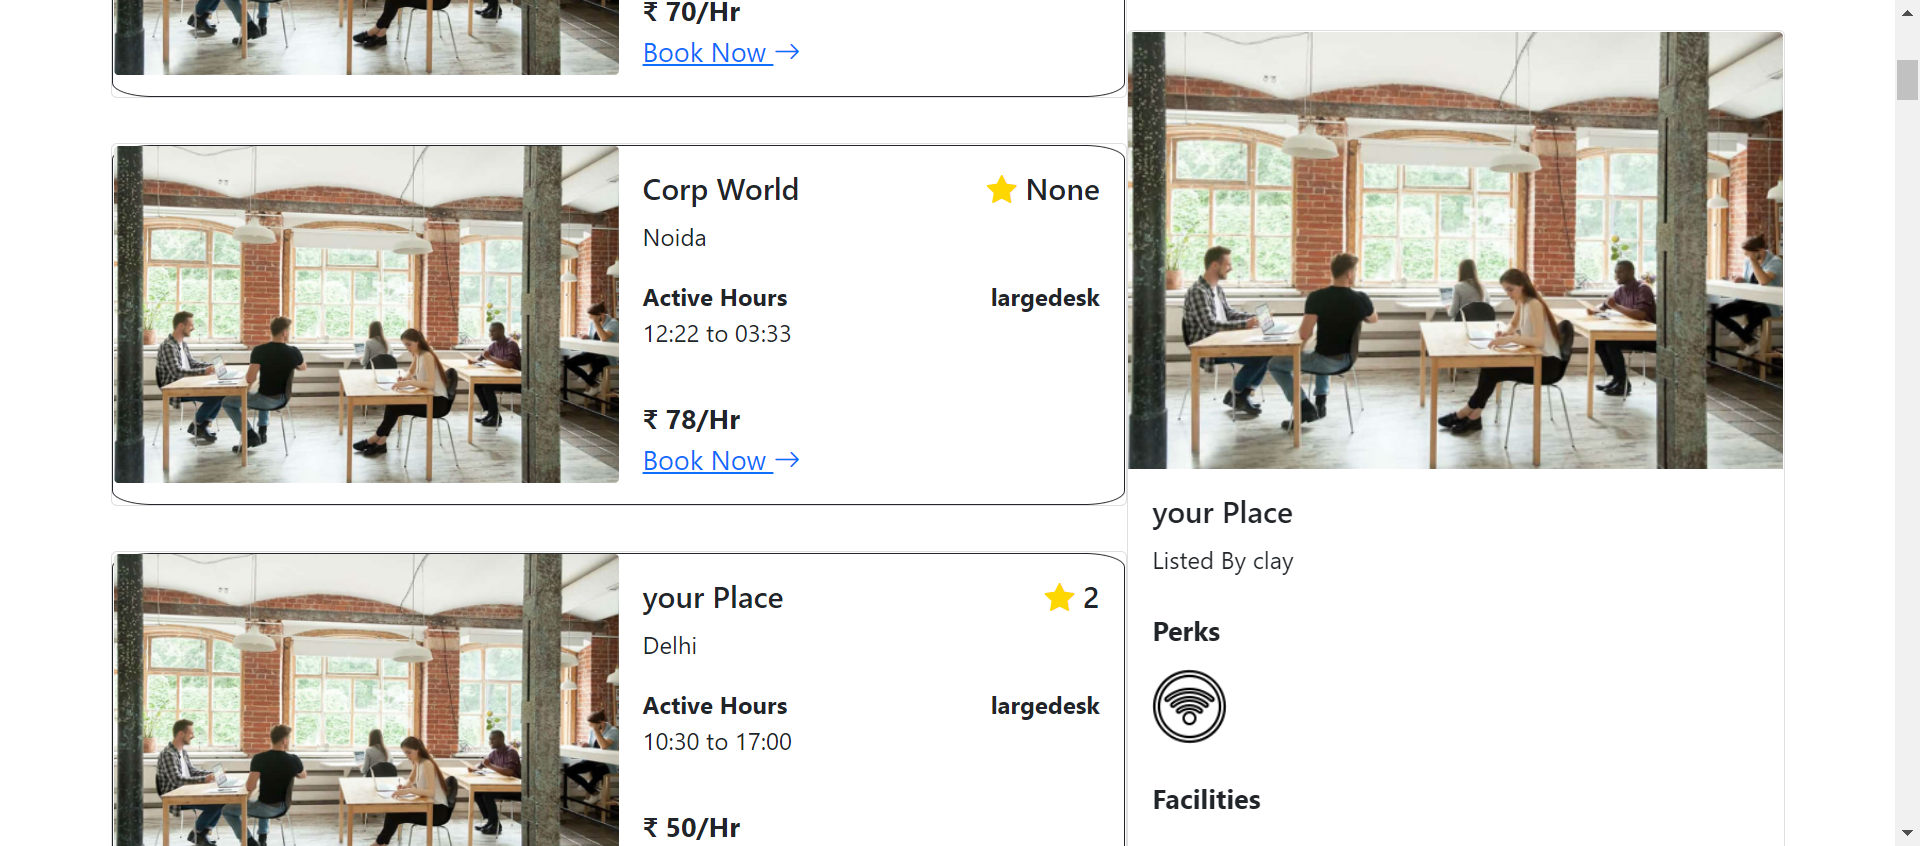 ₹ 70/Hr
Book Now →
Corp World
None
Noida
Active Hours
largedesk
12:22 to 03:33
₹ 78/Hr
Book Now →
your Place
2
Delhi
Active Hours
largedesk
10:30 to 17:00
₹ 50/Hr
your Place
Listed By clay
Perks
Facilities